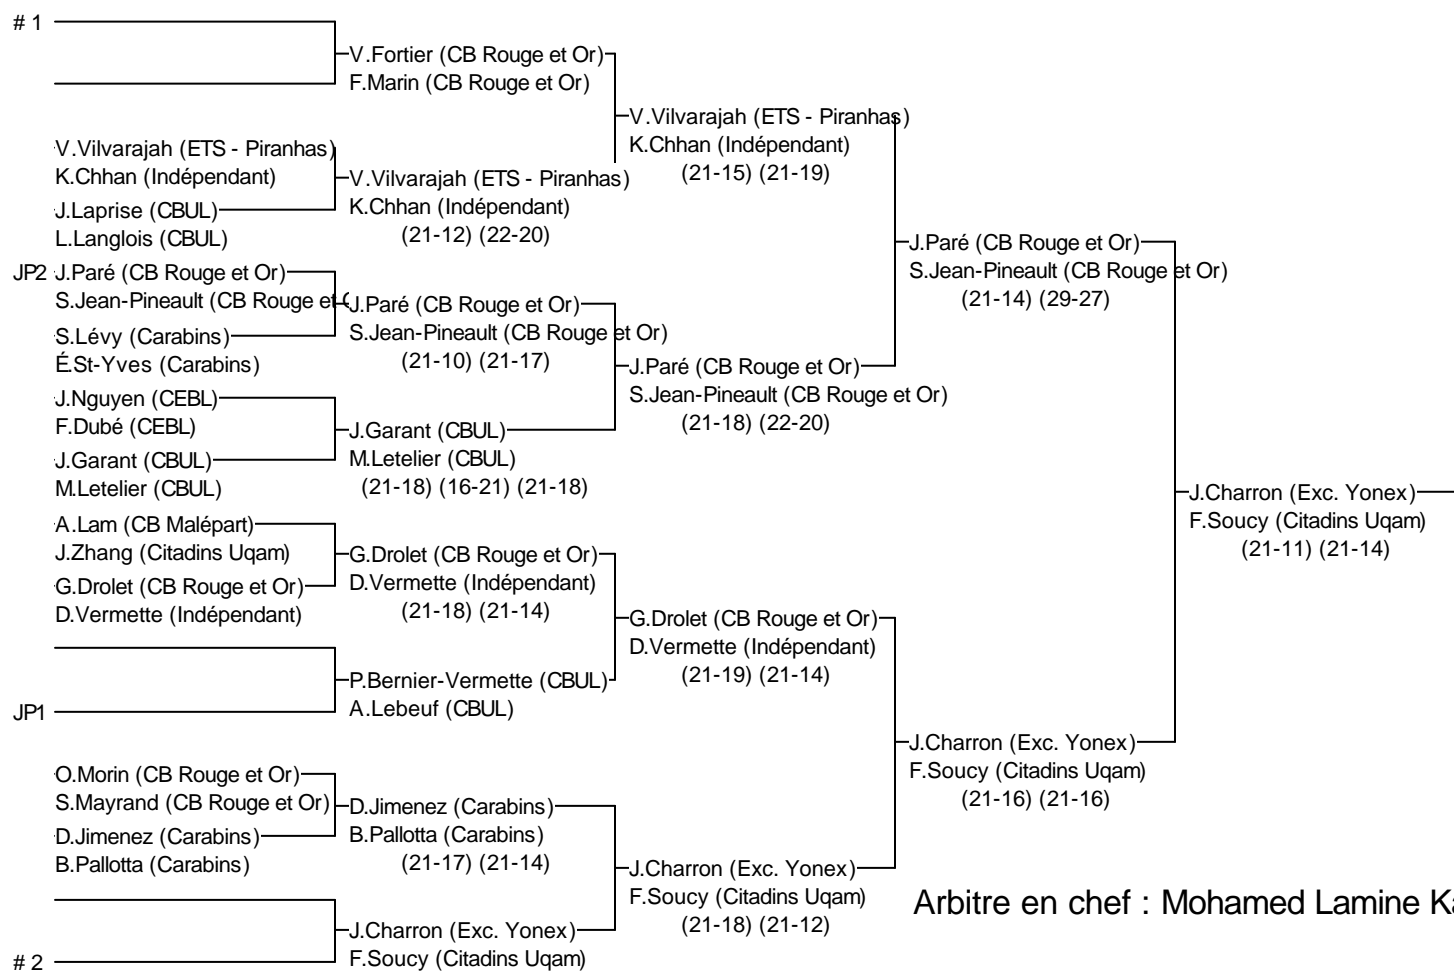 # 1
V.Fortier (CB Rouge et Or)
F.Marin (CB Rouge et Or)
V.Vilvarajah (ETS - Piranhas)
K.Chhan (Indépendant)
(21-15) (21-19)
V.Vilvarajah (ETS - Piranhas)
K.Chhan (Indépendant)
V.Vilvarajah (ETS - Piranhas)
K.Chhan (Indépendant)
(21-12) (22-20)
J.Laprise (CBUL)
L.Langlois (CBUL)
J.Paré (CB Rouge et Or)
S.Jean-Pineault (CB Rouge et Or)
(21-14) (29-27)
JP2 J.Paré (CB Rouge et Or)
S.Jean-Pineault (CB Rouge et
J.Paré (CB Rouge et Or)
S.Jean-Pineault (CB Rouge et Or)
(21-10) (21-17)
S.Lévy (Carabins)
É.St-Yves (Carabins)
J.Paré (CB Rouge et Or)
S.Jean-Pineault (CB Rouge et Or)
(21-18) (22-20)
J.Nguyen (CEBL)
F.Dubé (CEBL)
J.Garant (CBUL)
M.Letelier (CBUL)
(21-18) (16-21) (21-18)
J.Garant (CBUL)
M.Letelier (CBUL)
J.Charron (Exc. Yonex)
F.Soucy (Citadins Uqam)
(21-11) (21-14)
A.Lam (CB Malépart)
J.Zhang (Citadins Uqam)
G.Drolet (CB Rouge et Or)
D.Vermette (Indépendant)
(21-18) (21-14)
G.Drolet (CB Rouge et Or)
D.Vermette (Indépendant)
G.Drolet (CB Rouge et Or)
D.Vermette (Indépendant)
(21-19) (21-14)
P.Bernier-Vermette (CBUL)
A.Lebeuf (CBUL)
JP1
J.Charron (Exc. Yonex)
F.Soucy (Citadins Uqam)
(21-16) (21-16)
O.Morin (CB Rouge et Or)
S.Mayrand (CB Rouge et Or)
D.Jimenez (Carabins)
B.Pallotta (Carabins)
(21-17) (21-14)
D.Jimenez (Carabins)
B.Pallotta (Carabins)
J.Charron (Exc. Yonex)
F.Soucy (Citadins Uqam)
(21-18) (21-12)
Arbitre en chef : Mohamed Lamine
J.Charron (Exc. Yonex)
F.Soucy (Citadins Uqam)
# 2